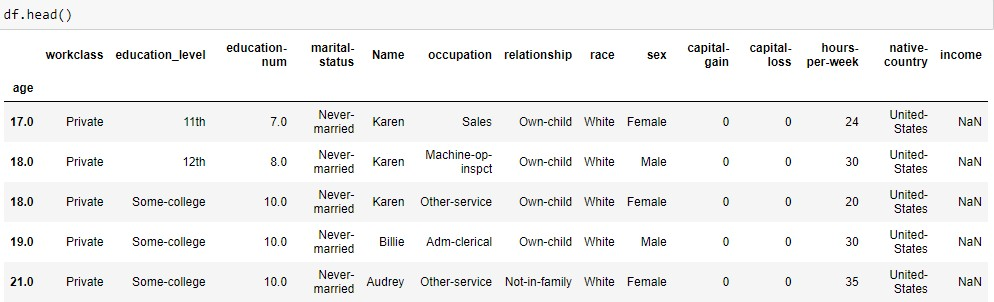 df.head()
workclass education_level education-num marital-status Name occupation relationship race sex capital-gain capital-loss hours-per-week native-country income
age
17.0 Private 11th 7.0 Never-married Karen Sales Own-child White Female 0 0 24 United-States NaN
18.0 Private 12th 8.0 Never-married Karen Machine-op-inspct Own-child White Male 0 0 30 United-States NaN
18.0 Private Some-college 10.0 Never-married Karen Other-service Own-child White Female 0 0 20 United-States NaN
19.0 Private Some-college 10.0 Never-married Billie Adm-clerical Own-child White Male 0 0 30 United-States NaN
21.0 Private Some-college 10.0 Never-married Audrey Other-service Not-in-family White Female 0 0 35 United-States NaN